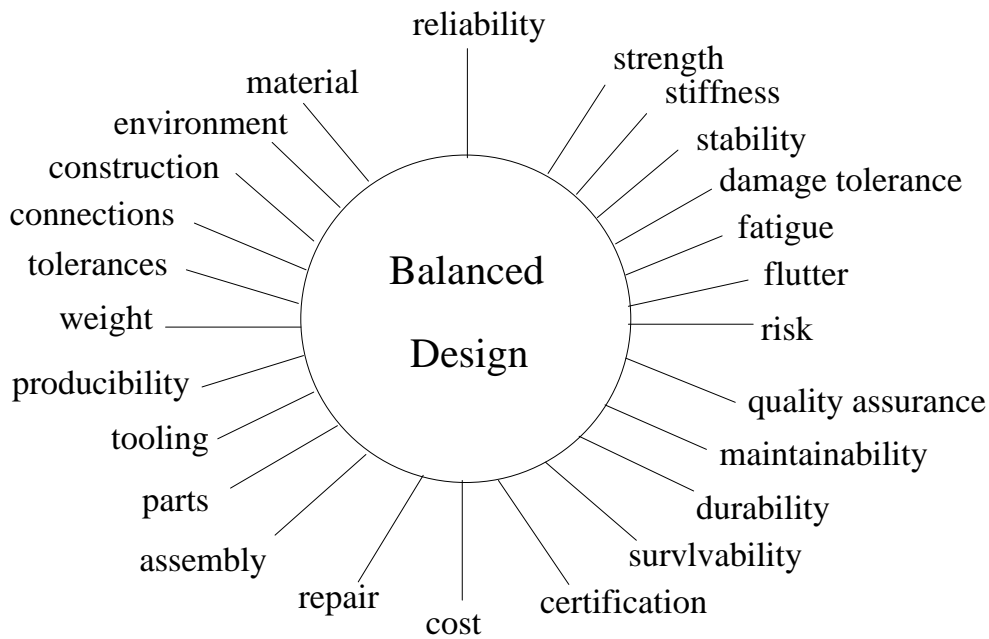 reliability
strength
stiffness
stability
damage tolerance
fatigue
flutter
risk
quality assurance
maintainability
durability
survlvability
certification
cost
repair
assembly
parts
tooling
producibility
weight
tolerances
connections
construction
environment
material
Balanced
Design